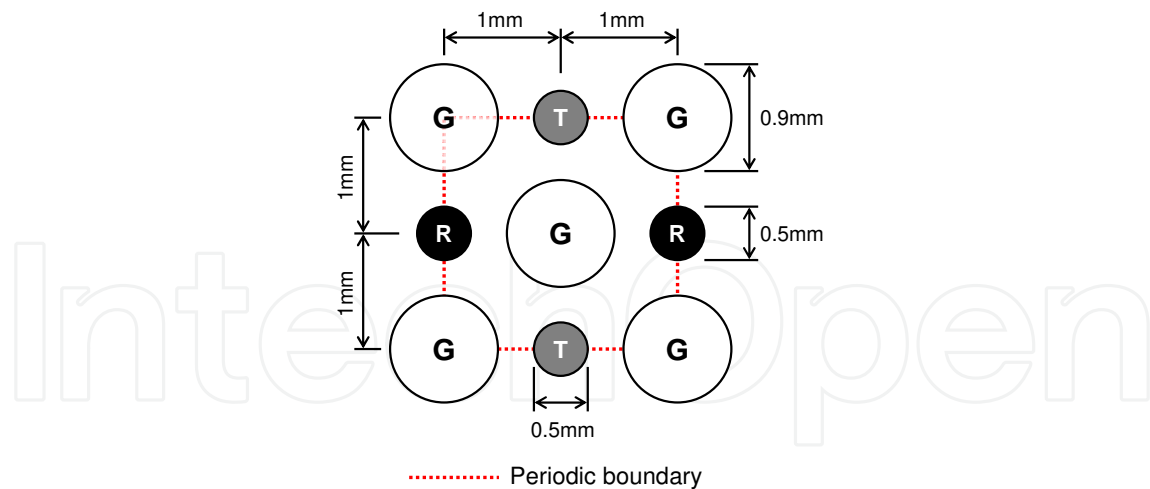 1mm 1mm
G T G
0.9mm
1mm
R G R
0.5mm
1mm
G T G
0.5mm
Periodic boundary
IntechOpen